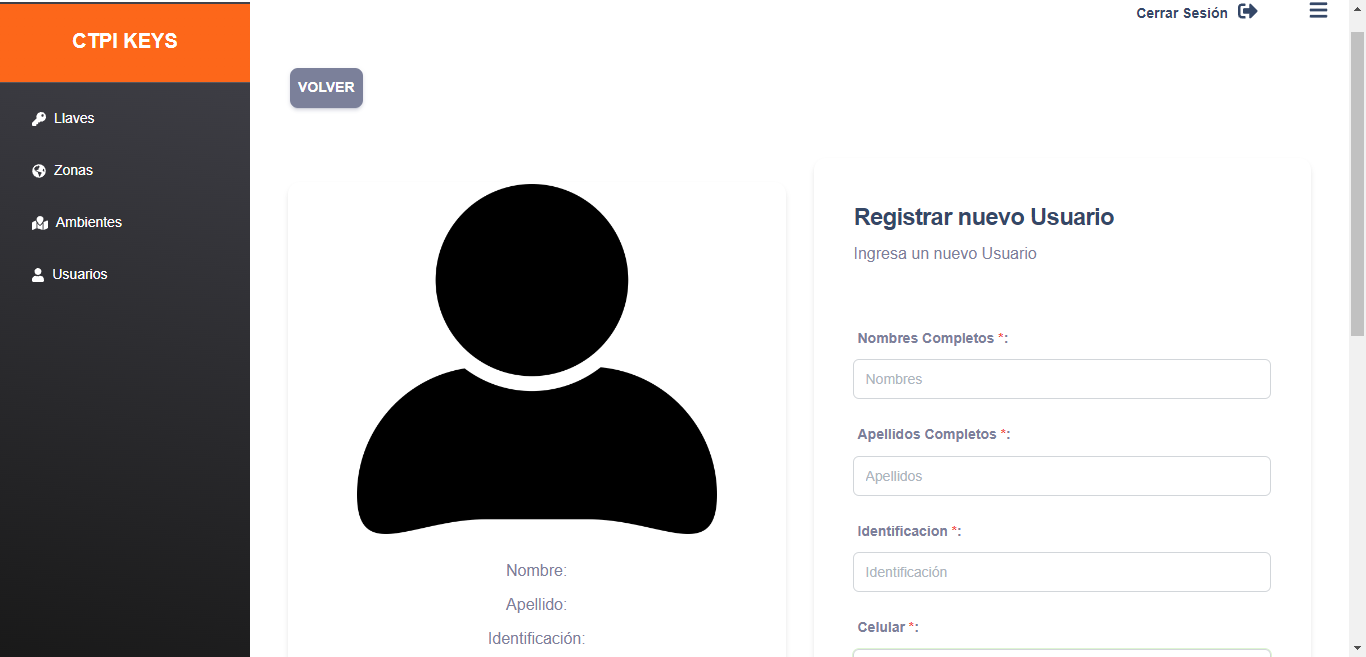 CTPI KEYS
Llaves
Zonas
Ambientes
Usuarios
Cerrar Sesión
VOLVER
Nombre:
Apellido:
Identificación:
Registrar nuevo Usuario
Ingresa un nuevo Usuario
Nombres Completos *:
Nombres
Apellidos Completos *:
Apellidos
Identificacion *:
Identificación
Celular *: